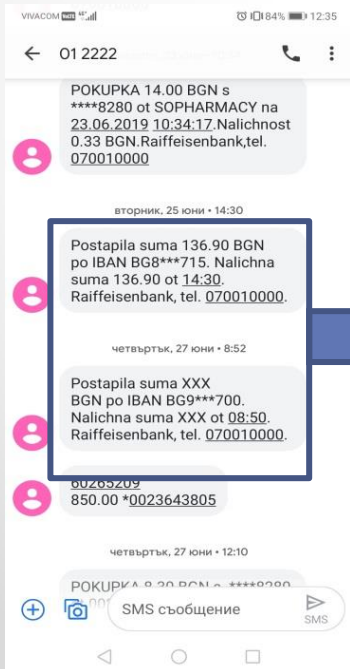 VIVACOM 84% 12:35
01 2222
POKUPKA 14.00 BGN s
****8280 ot SOPHARMACY na
23.06.2019 10:34:17.Nalichnost
0.33 BGN.Raiffeisenbank,tel.
070010000
вторник, 25 юни • 14:30
Postapila suma 136.90 BGN
po IBAN BG8***715. Nalichna
suma 136.90 ot 14:30.
Raiffeisenbank, tel. 070010000.
четвъртък, 27 юни • 8:52
Postapila suma XXX
BGN po IBAN BG9***700.
Nalichna suma XXX ot 08:50.
Raiffeisenbank, tel. 070010000.
60265209
850.00 *0023643805
четвъртък, 27 юни • 12:10
POKUPKA 8.30 BGN s ****8280
SMS съобщение
SMS